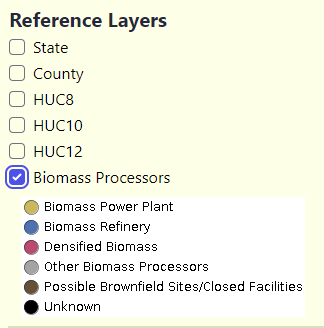 Reference Layers
State
County
HUC8
HUC10
HUC12
Biomass Processors
Biomass Power Plant
Biomass Refinery
Densified Biomass
Other Biomass Processors
Possible Brownfield Sites/Closed Facilities
Unknown